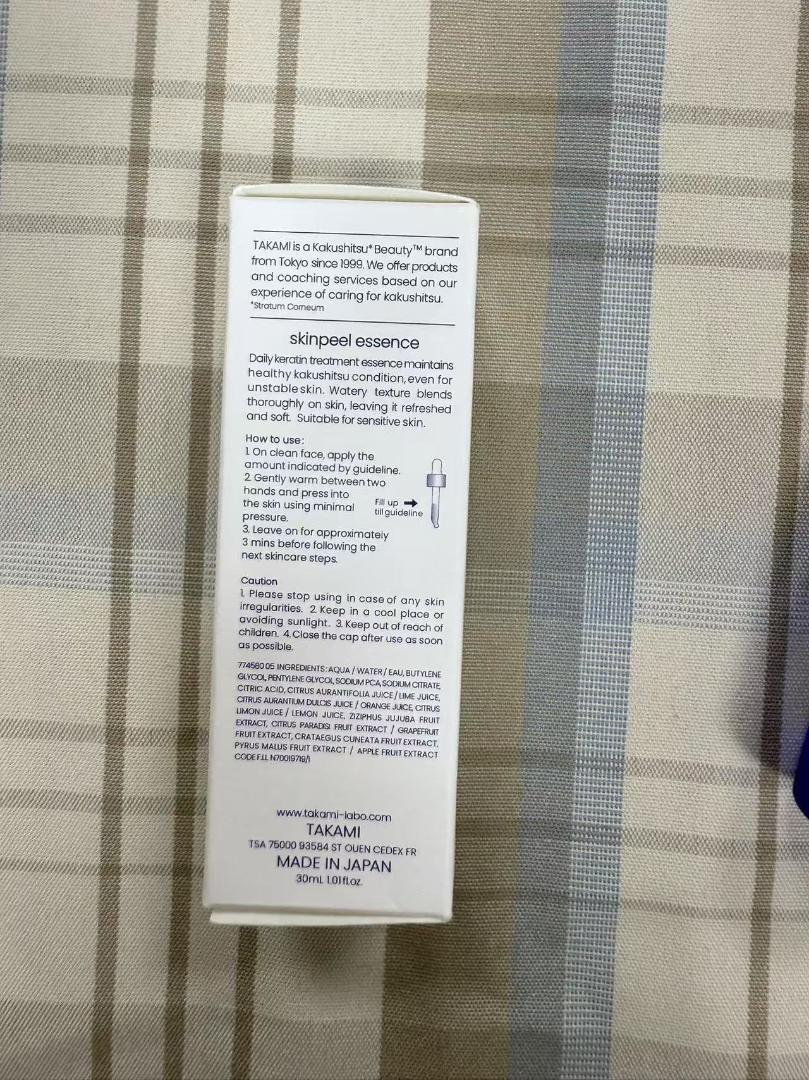 TAKAMI is a Kakushitsu* Beauty™ brand
from Tokyo since 1999. We offer products
and coaching services based on our
experience of caring for kakushitsu.
*Stratum Corneum
skinpeel essence
Daily keratin treatment essence maintains
healthy kakushitsu condition, even for
unstable skin. Watery texture blends
thoroughly on skin, leaving it refreshed
and soft. Suitable for sensitive skin.
How to use:
1. On clean face, apply the
amount indicated by guideline.
2. Gently warm between two
hands and press into
the skin using minimal
pressure.
3. Leave on for approximately
3 mins before following the
next skincare steps.
Fill up
till guideline
Caution
1. Please stop using in case of any skin
irregularities. 2. Keep in a cool place or
avoiding sunlight. 3. Keep out of reach of
children. 4. Close the cap after use as soon
as possible.
774580 05 INGREDIENTS: AQUA / WATER / EAU, BUTYLENE
GLYCOL, PENTYLENE GLYCOL, SODIUM PCA, SODIUM CITRATE,
CITRIC ACID, CITRUS AURANTIFOLIA JUICE / LIME JUICE,
CITRUS AURANTIUM DULCIS JUICE / ORANGE JUICE, CITRUS
LIMON JUICE / LEMON JUICE, ZIZIPHUS JUJUBA FRUIT
EXTRACT, CITRUS PARADISI FRUIT EXTRACT / GRAPEFRUIT
FRUIT EXTRACT, CRATAEGUS CUNEATA FRUIT EXTRACT,
PYRUS MALUS FRUIT EXTRACT / APPLE FRUIT EXTRACT
CODE F.I.L. N70019719/1
www.takami-labo.com
TAKAMI
TSA 75000 93584 ST OUEN CEDEX FR
MADE IN JAPAN
30mL 1.01fl.oz.